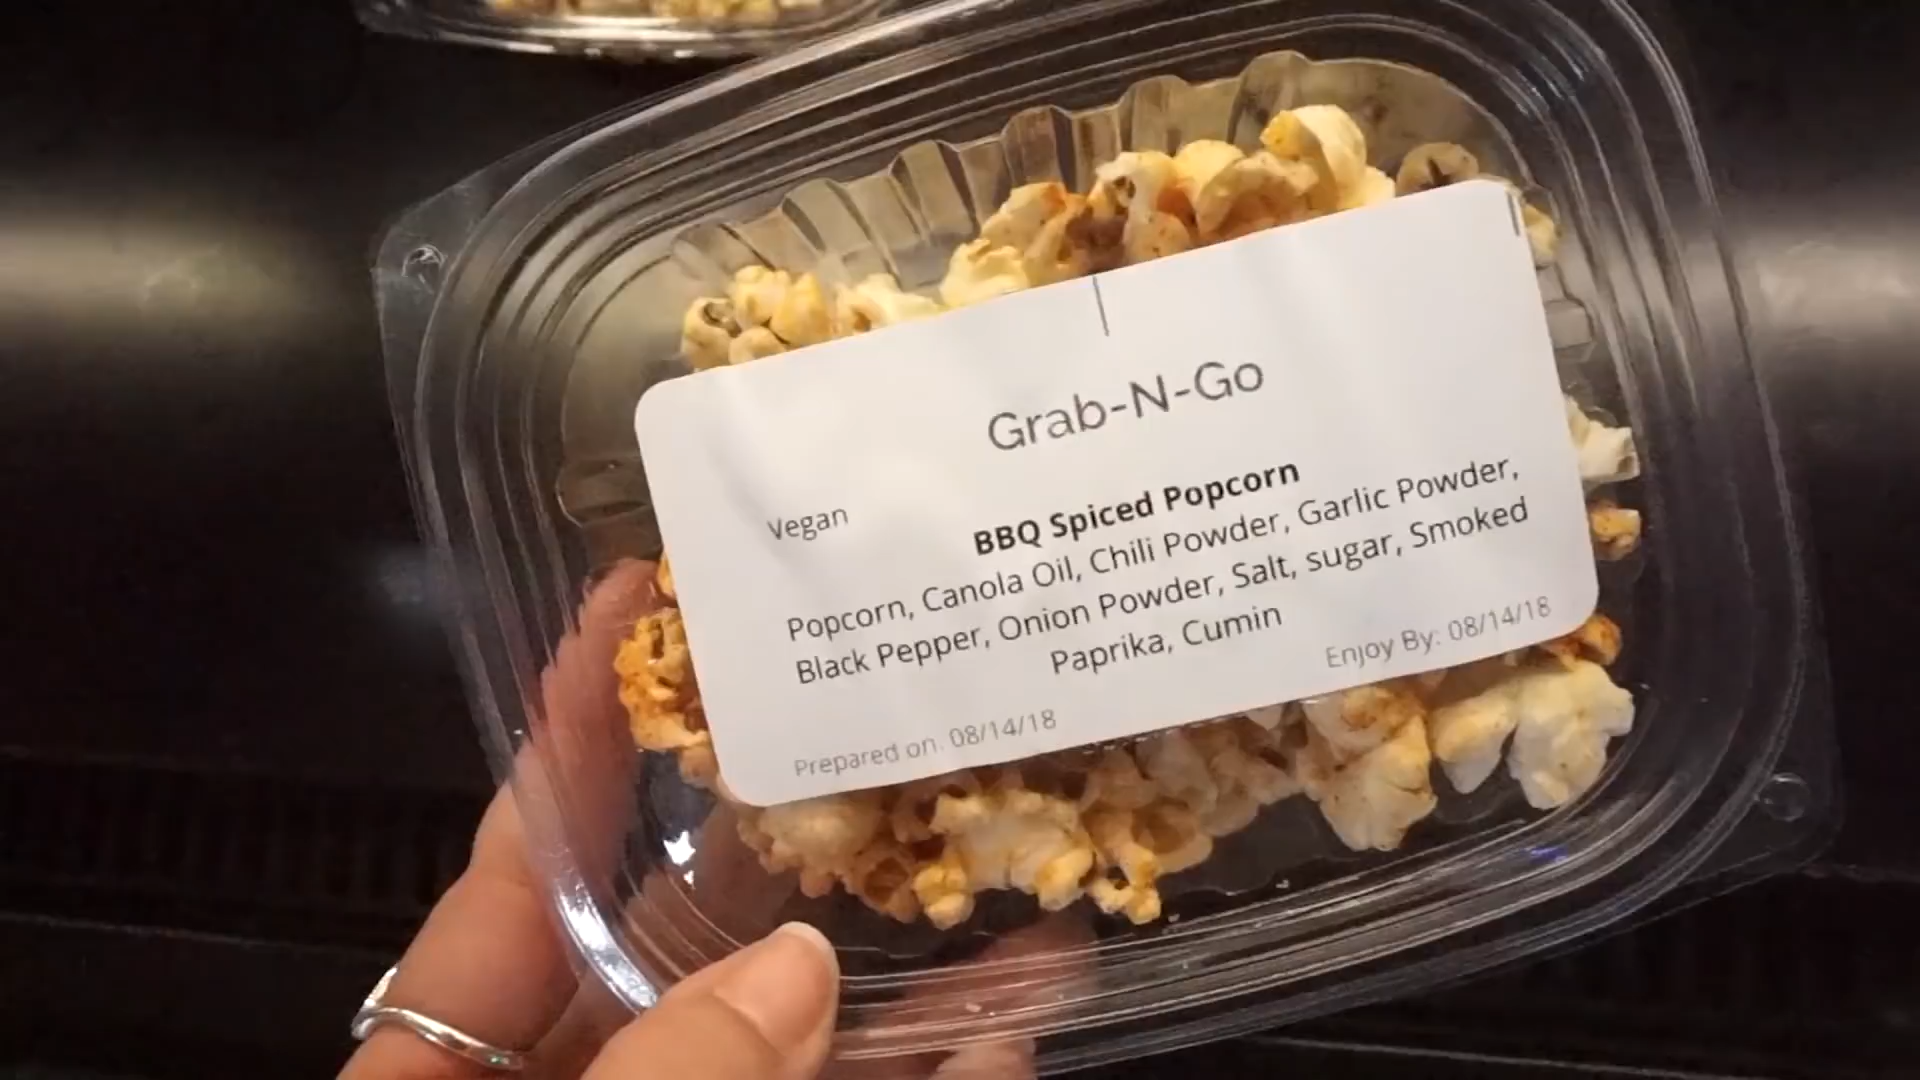 Grab-N-Go
Vegan
BBQ Spiced Popcorn
Popcorn, Canola Oil, Chili Powder, Garlic Powder,
Black Pepper, Onion Powder, Salt, sugar, Smoked
Paprika, Cumin
Prepared on: 08/14/18
Enjoy By: 08/14/18